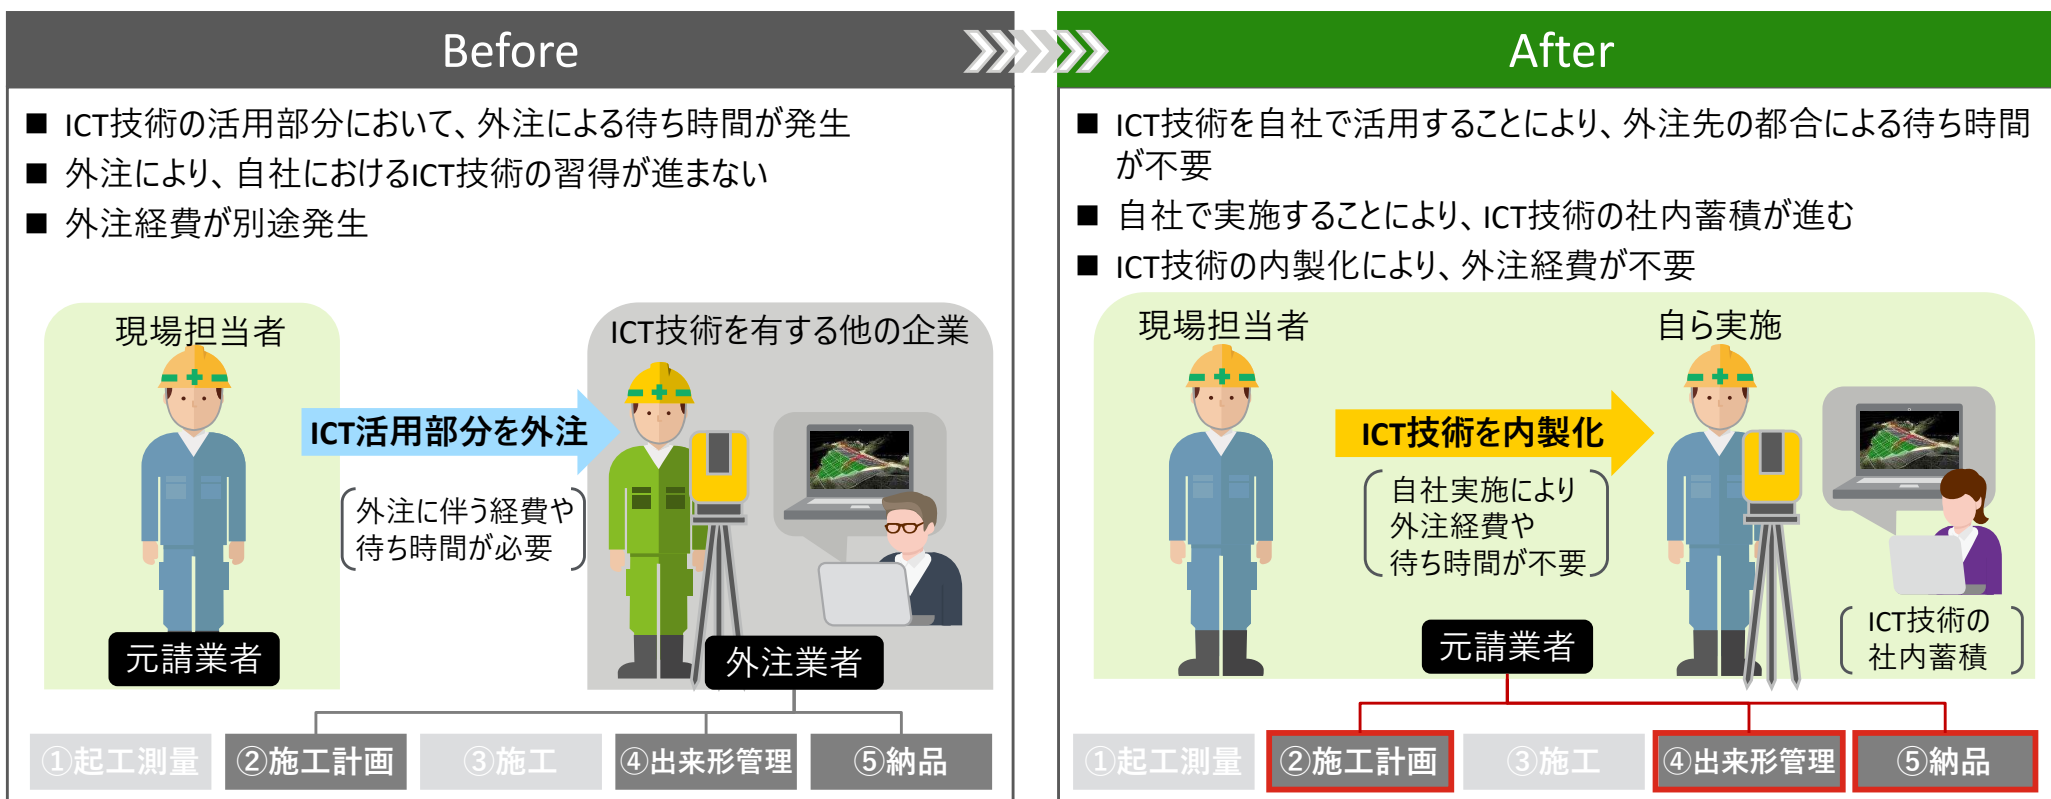 Before
■ ICT技術の活用部分において、外注による待ち時間が発生
■ 外注により、自社におけるICT技術の習得が進まない
■ 外注経費が別途発生
現場担当者
ICT技術を有する他の企業
ICT活用部分を外注
外注に伴う経費や
待ち時間が必要
元請業者
外注業者
①起工測量
②施工計画
③施工
④出来形管理
⑤納品
After
■ ICT技術を自社で活用することにより、外注先の都合による待ち時間
が不要
■ 自社で実施することにより、ICT技術の社内蓄積が進む
■ ICT技術の内製化により、外注経費が不要
現場担当者
自ら実施
ICT技術を内製化
自社実施により
外注経費や
待ち時間が不要
ICT技術の
社内蓄積
元請業者
①起工測量
②施工計画
③施工
④出来形管理
⑤納品